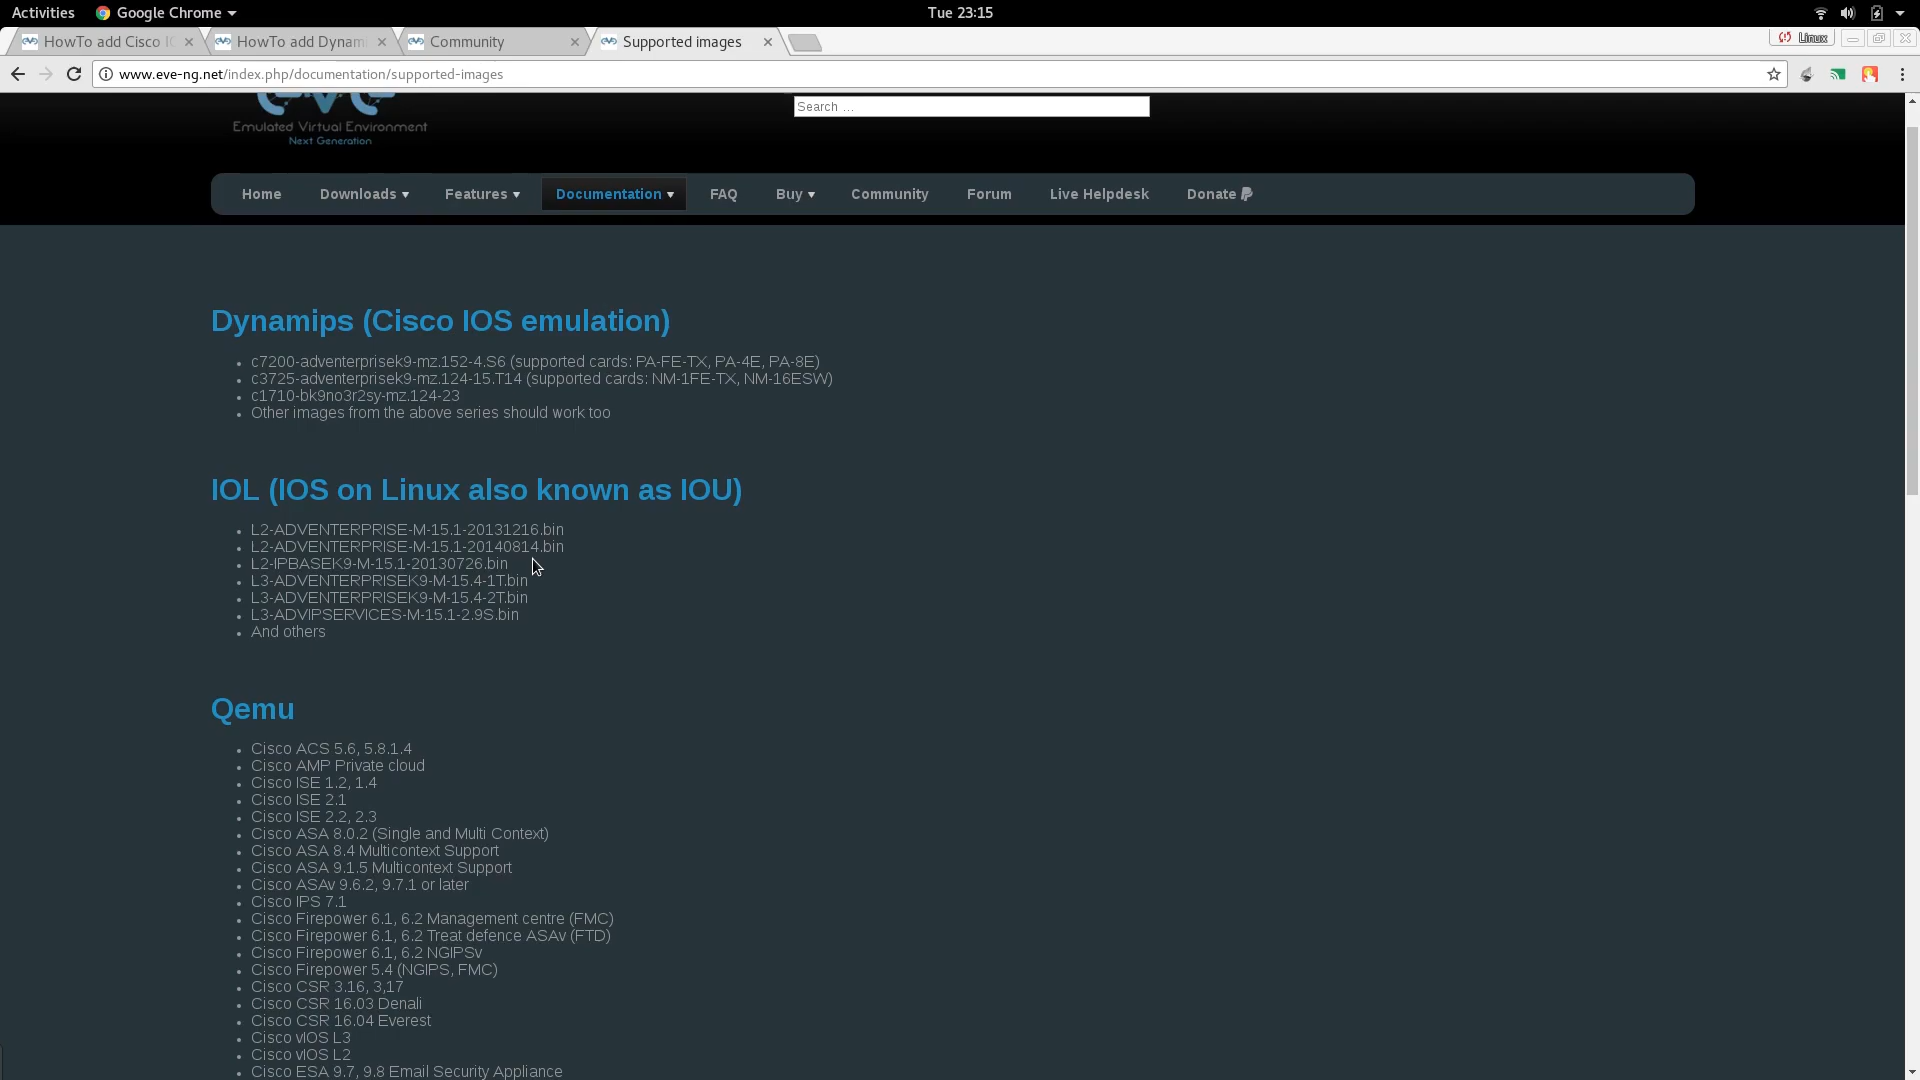 Activities Google Chrome Tue 23:15
HowTo add Cisco I HowTo add Dynam Community Supported images Linux
www.eve-ng.net/index.php/documentation/supported-images
Search ...
Emulated Virtual Environment
Next Generation
Home Downloads Features Documentation FAQ Buy Community Forum Live Helpdesk Donate
Dynamips (Cisco IOS emulation)
c7200-adventerprisek9-mz.152-4.S6 (supported cards: PA-FE-TX, PA-4E, PA-8E)
c3725-adventerprisek9-mz.124-15.T14 (supported cards: NM-1FE-TX, NM-16ESW)
c1710-bk9no3r2sy-mz.124-23
Other images from the above series should work too
IOL (IOS on Linux also known as IOU)
L2-ADVENTERPRISE-M-15.1-20131216.bin
L2-ADVENTERPRISE-M-15.1-20140814.bin
L2-IPBASEK9-M-15.1-20130726.bin
L3-ADVENTERPRISEK9-M-15.4-1T.bin
L3-ADVENTERPRISEK9-M-15.4-2T.bin
L3-ADVIPSERVICES-M-15.1-2.9S.bin
And others
Qemu
Cisco ACS 5.6, 5.8.1.4
Cisco AMP Private cloud
Cisco ISE 1.2, 1.4
Cisco ISE 2.1
Cisco ISE 2.2, 2.3
Cisco ASA 8.0.2 (Single and Multi Context)
Cisco ASA 8.4 Multicontext Support
Cisco ASA 9.1.5 Multicontext Support
Cisco ASAv 9.6.2, 9.7.1 or later
Cisco IPS 7.1
Cisco Firepower 6.1, 6.2 Management centre (FMC)
Cisco Firepower 6.1, 6.2 Treat defence ASAv (FTD)
Cisco Firepower 6.1, 6.2 NGIPSv
Cisco Firepower 5.4 (NGIPS, FMC)
Cisco CSR 3.16, 3,17
Cisco CSR 16.03 Denali
Cisco CSR 16.04 Everest
Cisco vIOS L3
Cisco vIOS L2
Cisco ESA 9.7, 9.8 Email Security Appliance